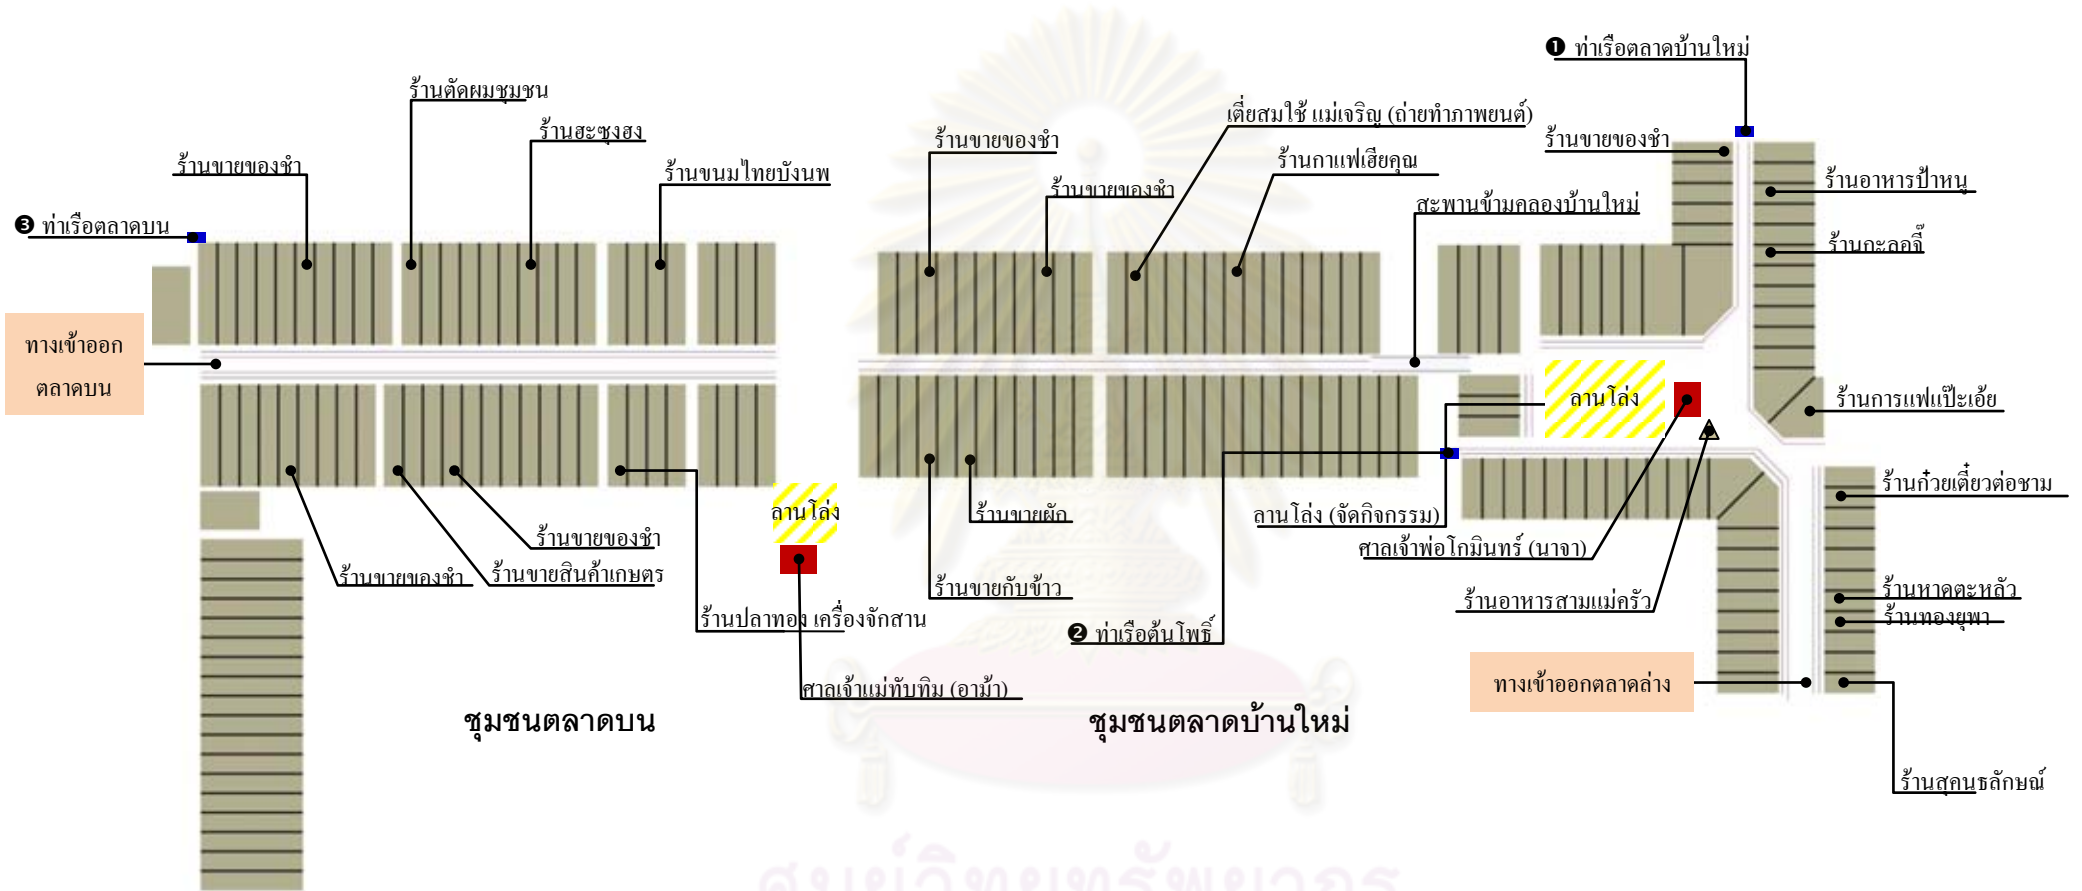 ❶ ท่าเรือตลาดบ้านใหม่
ร้านตัดผมชุมชน
ร้านฮะซุงฮง
ร้านขายของชำ
ร้านขนมไทยบังนพ
❸ ท่าเรือตลาดบน
ทางเข้าออก
ตลาดบน
เตี่ยสมใช้ แม่เจริญ (ถ่ายทำภาพยนต์)
ร้านขายของชำ
ร้านกาแฟเฮียคุณ
ร้านขายของชำ
สะพานข้ามคลองบ้านใหม่
ร้านขายของชำ
ร้านอาหารป้าหนู
ร้านกะลอจี๊
ลานโล่ง
ร้านการแฟแป๊ะเอ้ย
ร้านก๋วยเตี๋ยวต่อชาม
ลานโล่ง
ร้านขายผัก
ลานโล่ง (จัดกิจกรรม)
ร้านขายของชำ
ศาลเจ้าพ่อโกมินทร์ (นาจา)
ร้านขายของชำ
ร้านขายสินค้าเกษตร
ร้านขายกับข้าว
ร้านอาหารสามแม่ครัว
ร้านหาดตะหลัว
ร้านทองยุพา
ร้านปลาทอง เครื่องจักสาน
❷ ท่าเรือต้นโพธิ์
ศาลเจ้าแม่ทับทิม (อาม้า)
ทางเข้าออกตลาดล่าง
ชุมชนตลาดบน
ชุมชนตลาดบ้านใหม่
ร้านสุคนธลักษณ์
ศูนย์วิทยทรัพยากร